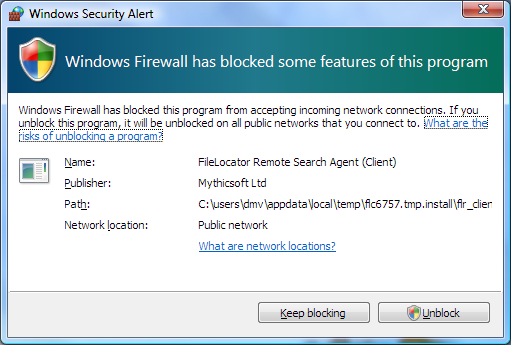 Windows Security Alert
Windows Firewall has blocked some features of this program
Windows Firewall has blocked this program from accepting incoming network connections. If you
unblock this program, it will be unblocked on all public networks that you connect to. What are the
risks of unblocking a program?
Name: FileLocator Remote Search Agent (Client)
Publisher: Mythicsoft Ltd
Path: C:\users\dmv\appdata\local\temp\flc6757.tmp.install\flr_clien
Network location: Public network
What are network locations?
Keep blocking Unblock